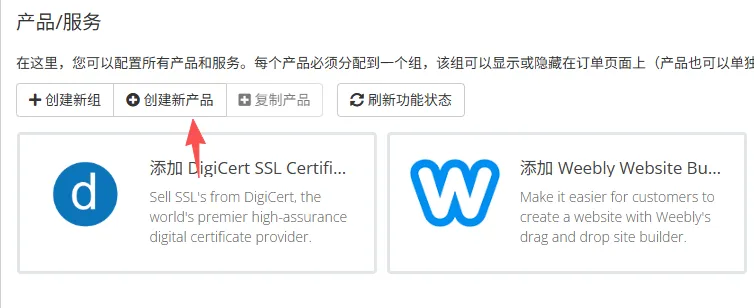 产品/服务
在这里，您可以配置所有产品和服务。每个产品必须分配到一个组，该组可以显示或隐藏在订单页面上（产品也可以单独
创建新组 创建新产品 复制产品 刷新功能状态
d 添加 DigiCert SSL Certifi...
Sell SSL's from DigiCert, the
world's premier high-assurance
digital certificate provider.
W 添加 Weebly Website Bu...
Make it easier for customers to
create a website with Weebly's
drag and drop site builder.